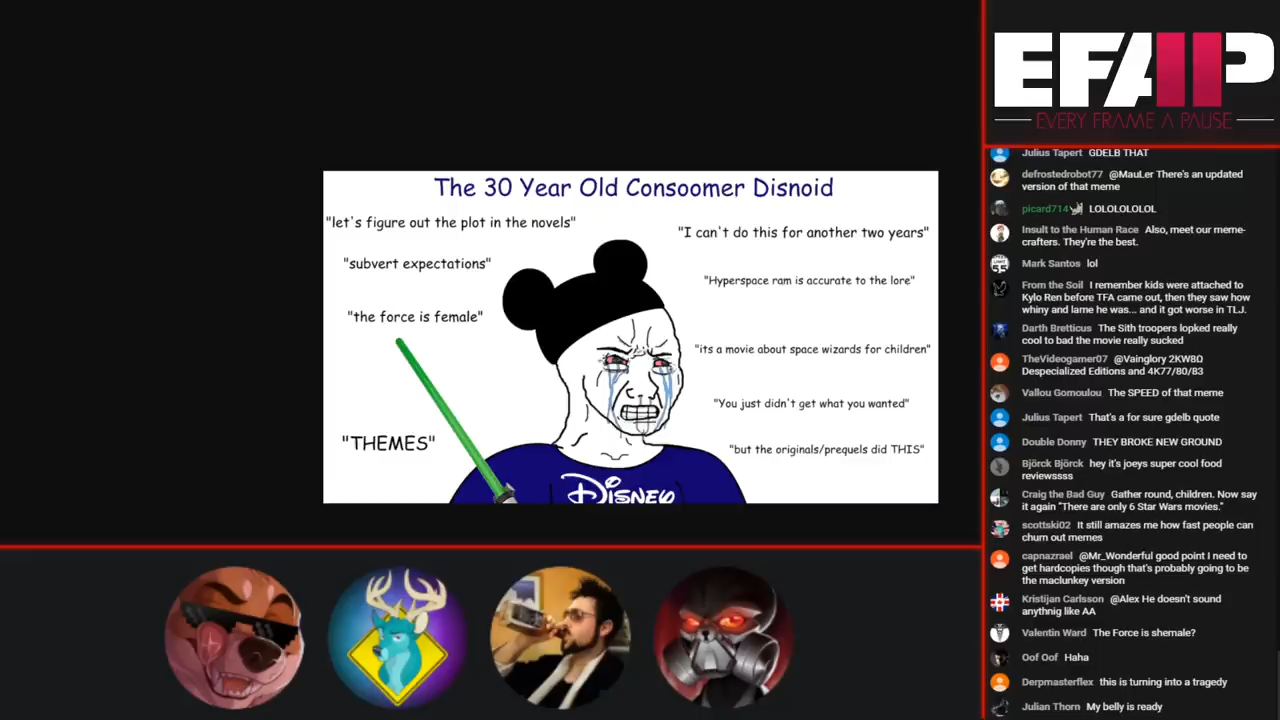 The 30 Year Old Consoomer Disnoid
"let's figure out the plot in the novels"
"I can't do this for another two years"
"subvert expectations"
"Hyperspace ram is accurate to the lore"
"the force is female"
"its a movie about space wizards for children"
"You just didn't get what you wanted"
"THEMES"
"but the originals/prequels did THIS"
DISNEY
EFAP
EVERY FRAME A PAUSE
Julius Tapert GDELB THAT
defrostedrobot77 @MauLer There's an updated
version of that meme
picard714 LOLOLOLOLOL
Insult to the Human Race Also, meet our meme-
crafters. They're the best.
Mark Santos lol
From the Soil I remember kids were attached to
Kylo Ren before TFA came out, then they saw how
whiny and lame he was... and it got worse in TLJ.
Darth Bretticus The Sith troopers lopked really
cool to bad the movie really sucked
TheVideogamer07 @Vainglory 2KW8Ω
Despecialized Editions and 4K77/80/83
Vallou Gomoulou The SPEED of that meme
Julius Tapert That's a for sure gdelb quote
Double Donny THEY BROKE NEW GROUND
Björck Björck hey it's joeys super cool food
reviewssss
Craig the Bad Guy Gather round, children. Now say
it again "There are only 6 Star Wars movies."
scottski02 It still amazes me how fast people can
churn out memes
capnazrael @Mr_Wonderful good point I need to
get hardcopies though that's probably going to be
the maclunkey version
Kristijan Carlsson @Alex He doesn't sound
anythnig like AA
Valentin Ward The Force is shemale?
Oof Oof Haha
Derpmasterflex this is turning into a tragedy
Julian Thorn My belly is ready